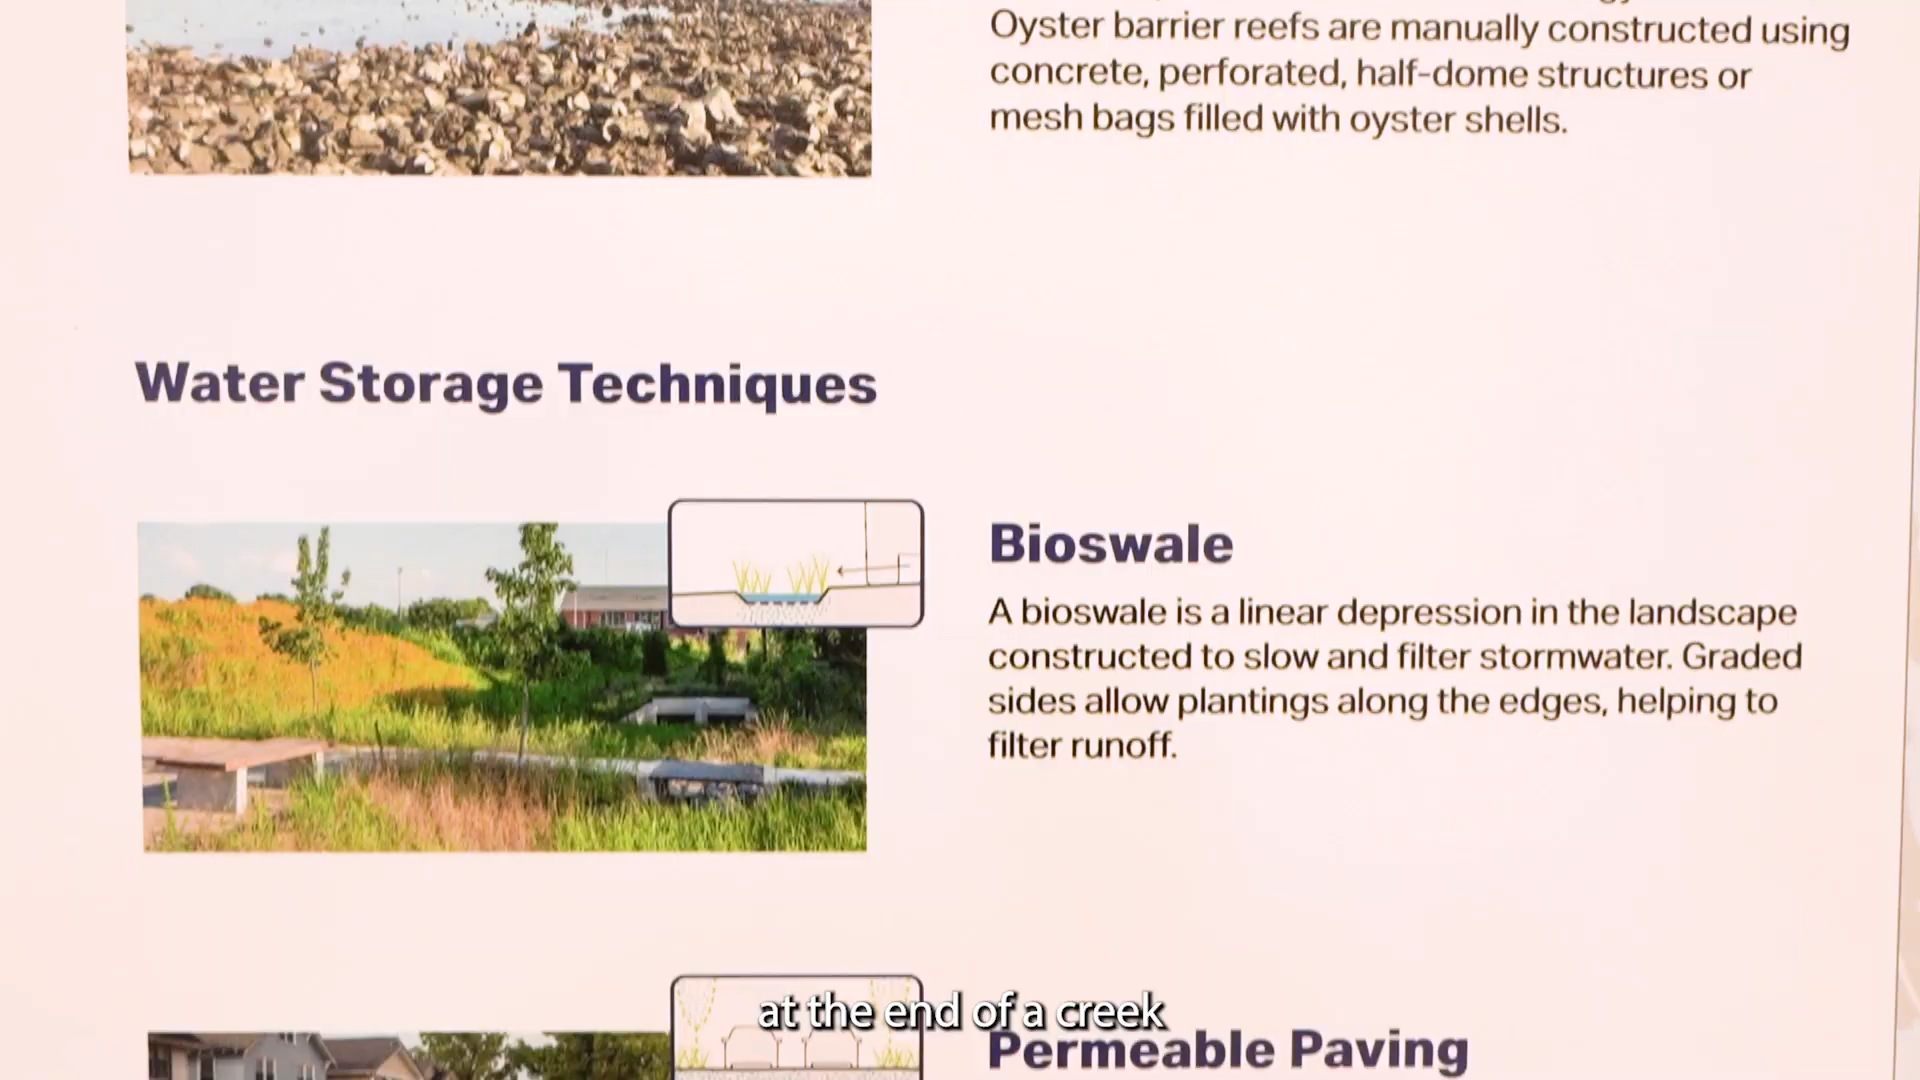 Oyster barrier reefs are manually constructed using
concrete, perforated, half-dome structures or
mesh bags filled with oyster shells.
Water Storage Techniques
Bioswale
A bioswale is a linear depression in the landscape
constructed to slow and filter stormwater. Graded
sides allow plantings along the edges, helping to
filter runoff.
at the end of a creek
Permeable Paving